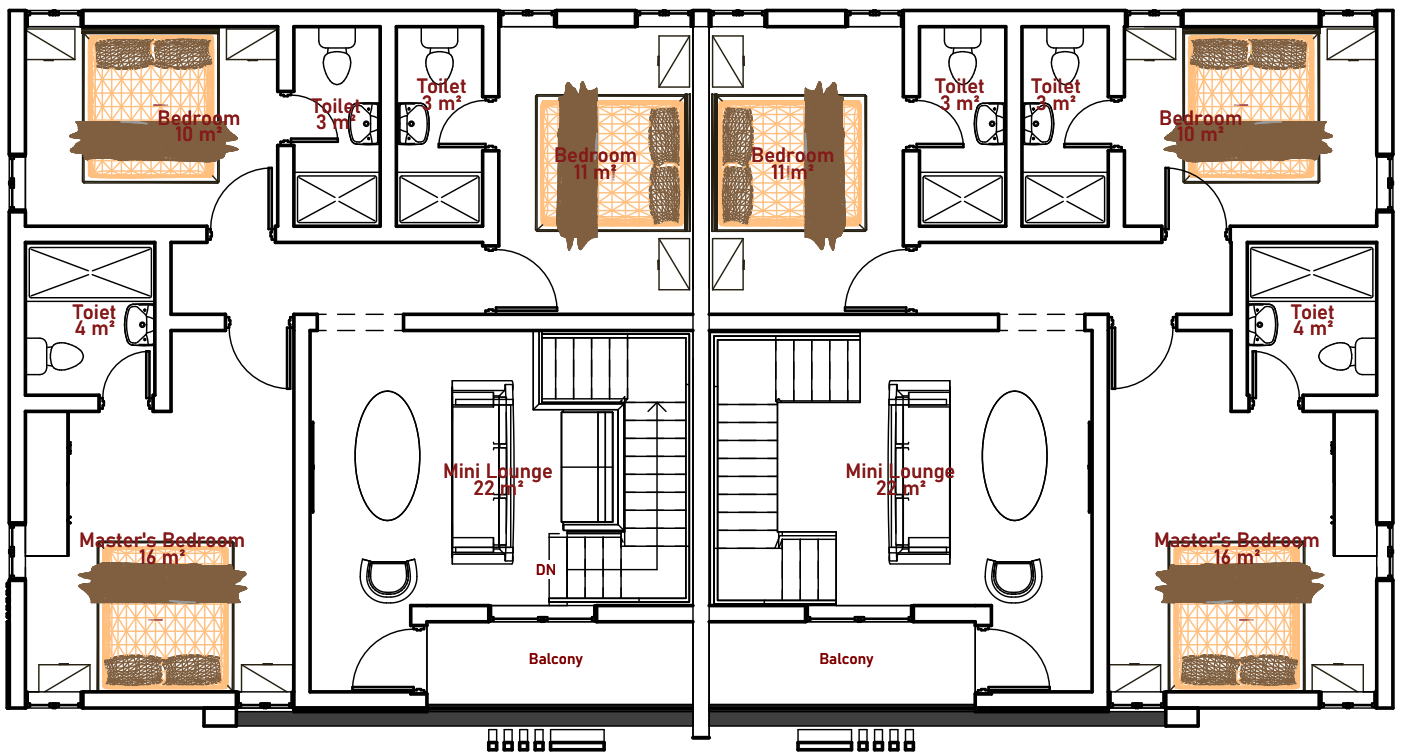 Toilet
3 m²
Toilet
3 m²
Toilet
3 m²
Toilet
3 m²
Bedroom
10 m²
Bedroom
11 m²
Bedroom
11 m²
Bedroom
10 m²
Toiet
4 m²
Toiet
4 m²
Mini Lounge
22 m²
Mini Lounge
22 m²
Master's Bedroom
16 m²
Master's Bedroom
16 m²
DN
Balcony
Balcony